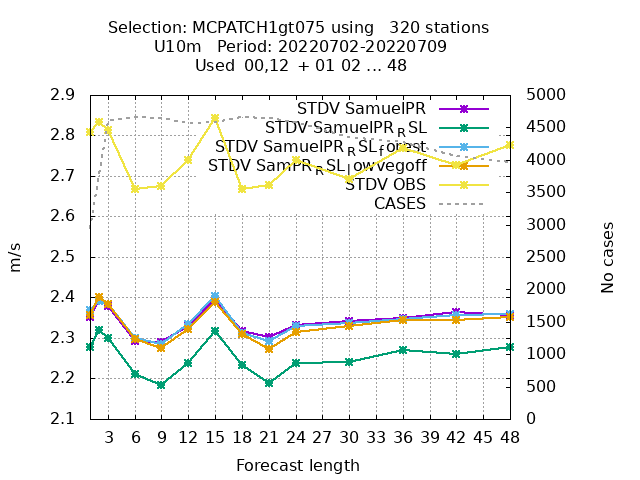 Selection: MCPATCH1gt075 using   320 stations
U10m   Period: 20220702-20220709
Used  00,12  + 01 02 ... 48
STDV SamuelPR
STDV SamuelPR_RSL
STDV SamuelPR_RSL_forest
STDV SamPR_RSL_lowvegoff
STDV OBS
CASES
2.9
2.8
2.7
2.6
2.5
2.4
2.3
2.2
2.1
5000
4500
4000
3500
3000
2500
2000
1500
1000
500
0
m/s
No cases
3 6 9 12 15 18 21 24 27 30 33 36 39 42 45 48
Forecast length